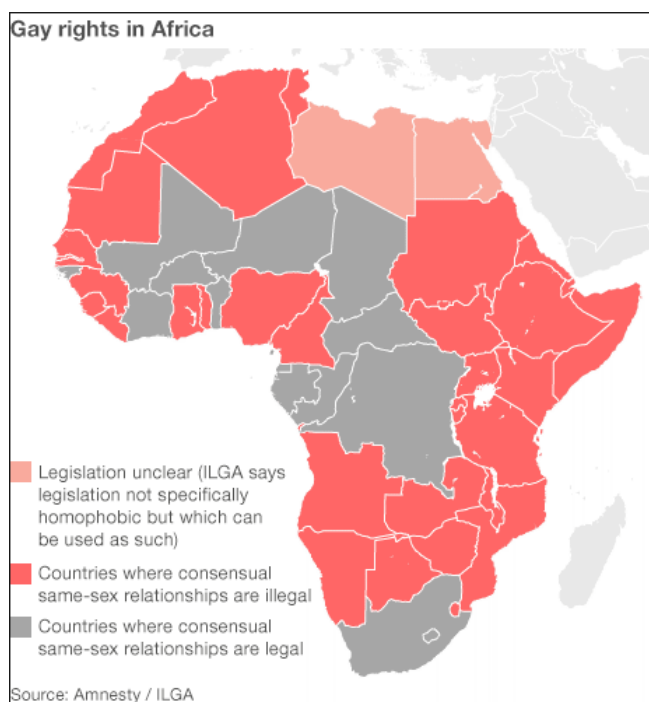 Gay rights in Africa
Legislation unclear (ILGA says
legislation not specifically
homophobic but which can
be used as such)
Countries where consensual
same-sex relationships are illegal
Countries where consensual
same-sex relationships are legal
Source: Amnesty / ILGA